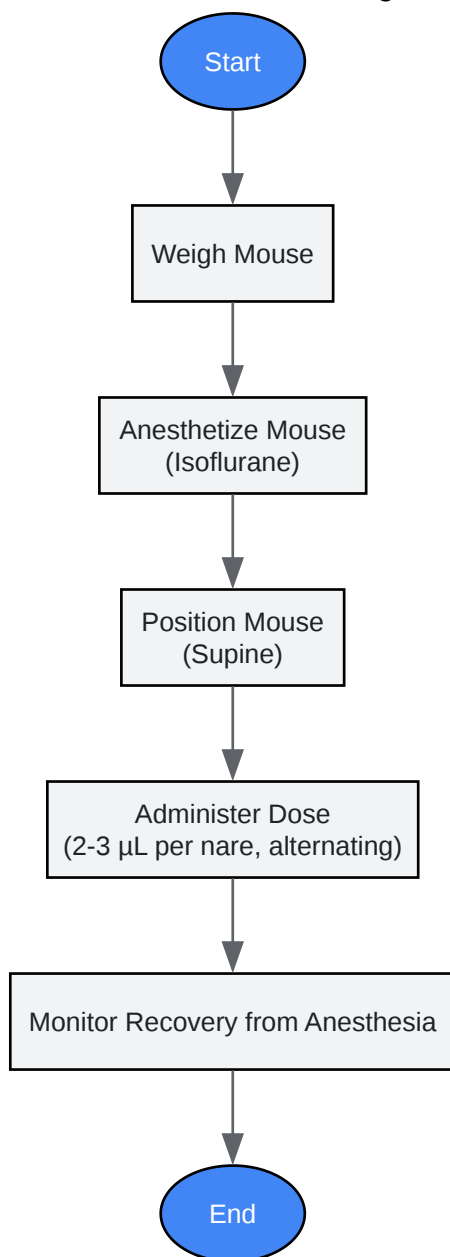 Start
Weigh Mouse
Anesthetize Mouse
(Isoflurane)
Position Mouse
(Supine)
Administer Dose
(2-3 µL per nare, alternating)
Monitor Recovery from Anesthesia
End